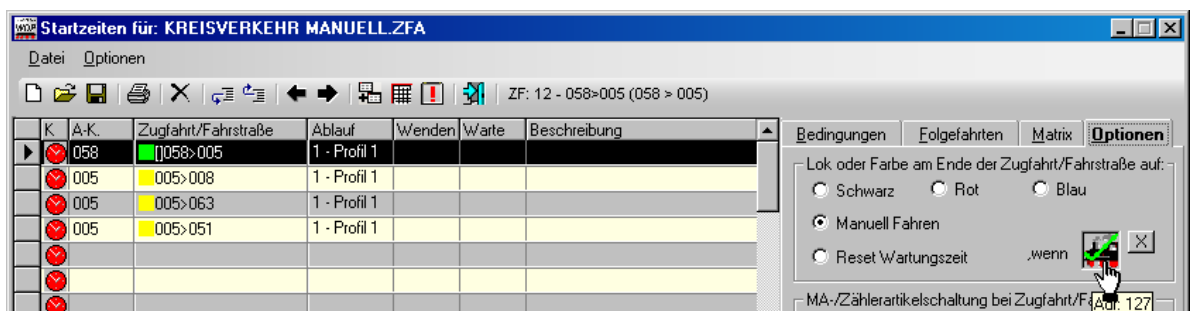 WDP Startzeiten für: KREISVERKEHR MANUELL.ZFA
Datei Optionen
ZF: 12 - 058>005 (058 > 005)
K A-K. Zugfahrt/Fahrstraße Ablauf Wenden Warte Beschreibung
058 []058>005 1 - Profil 1
005 005>008 1 - Profil 1
005 005>063 1 - Profil 1
005 005>051 1 - Profil 1
Bedingungen Folgefahrten Matrix Optionen
Lok oder Farbe am Ende der Zugfahrt/Fahrstraße auf:
Schwarz Rot Blau
Manuell Fahren
Reset Wartungszeit ,wenn X
MA-/Zählerartikelschaltung bei Zugfahrt/Fa
Adr. 127